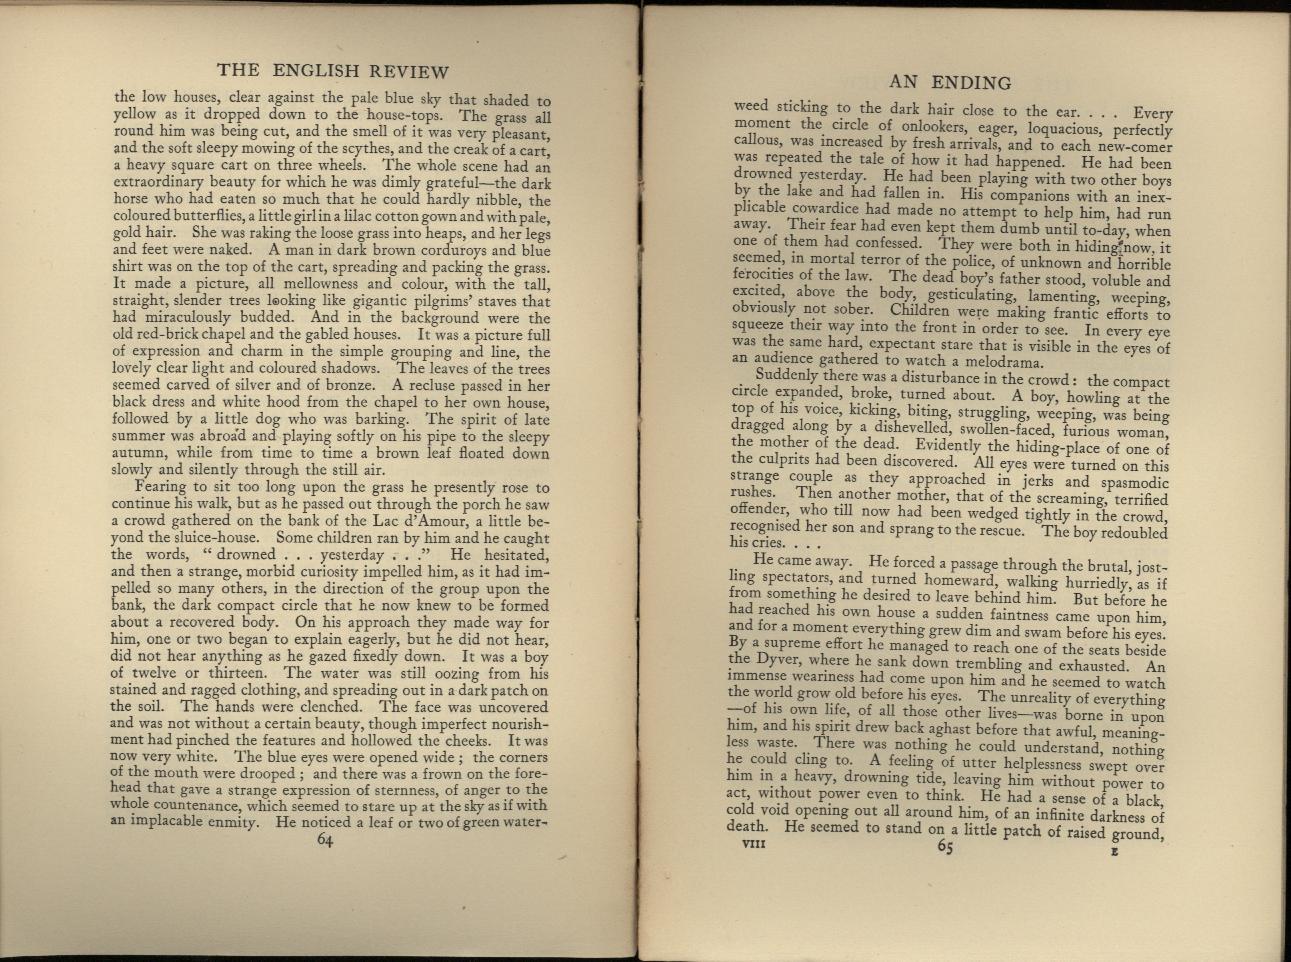 THE ENGLISH REVIEW
the low houses, clear against the pale blue sky that shaded to
yellow as it dropped down to the house-tops. The grass all
round him was being cut, and the smell of it was very pleasant,
and the soft sleepy mowing of the scythes, and the creak of a cart,
a heavy square cart on three wheels. The whole scene had an
extraordinary beauty for which he was dimly grateful—the dark
horse who had eaten so much that he could hardly nibble, the
coloured butterflies, a little girl in a lilac cotton gown and with pale,
gold hair. She was raking the loose grass into heaps, and her legs
and feet were naked. A man in dark brown corduroys and blue
shirt was on the top of the cart, spreading and packing the grass.
It made a picture, all mellowness and colour, with the tall,
straight, slender trees looking like gigantic pilgrims' staves that
had miraculously budded. And in the background were the
old red-brick chapel and the gabled houses. It was a picture full
of expression and charm in the simple grouping and line, the
lovely clear light and coloured shadows. The leaves of the trees
seemed carved of silver and of bronze. A recluse passed in her
black dress and white hood from the chapel to her own house,
followed by a little dog who was barking. The spirit of late
summer was abroad and playing softly on his pipe to the sleepy
autumn, while from time to time a brown leaf floated down
slowly and silently through the still air.
Fearing to sit too long upon the grass he presently rose to
continue his walk, but as he passed out through the porch he saw
a crowd gathered on the bank of the Lac d'Amour, a little be-
yond the sluice-house. Some children ran by him and he caught
the words, " drowned . . . yesterday . . ." He hesitated,
and then a strange, morbid curiosity impelled him, as it had im-
pelled so many others, in the direction of the group upon the
bank, the dark compact circle that he now knew to be formed
about a recovered body. On his approach they made way for
him, one or two began to explain eagerly, but he did not hear,
did not hear anything as he gazed fixedly down. It was a boy
of twelve or thirteen. The water was still oozing from his
stained and ragged clothing, and spreading out in a dark patch on
the soil. The hands were clenched. The face was uncovered
and was not without a certain beauty, though imperfect nourish-
ment had pinched the features and hollowed the cheeks. It was
now very white. The blue eyes were opened wide ; the corners
of the mouth were drooped ; and there was a frown on the fore-
head that gave a strange expression of sternness, of anger to the
whole countenance, which seemed to stare up at the sky as if with
an implacable enmity. He noticed a leaf or two of green water-
64
AN ENDING
weed sticking to the dark hair close to the ear. . . . Every
moment the circle of onlookers, eager, loquacious, perfectly
callous, was increased by fresh arrivals, and to each new-comer
was repeated the tale of how it had happened. He had been
drowned yesterday. He had been playing with two other boys
by the lake and had fallen in. His companions with an inex-
plicable cowardice had made no attempt to help him, had run
away. Their fear had even kept them dumb until to-day, when
one of them had confessed. They were both in hiding now, it
seemed, in mortal terror of the police, of unknown and horrible
ferocities of the law. The dead boy's father stood, voluble and
excited, above the body, gesticulating, lamenting, weeping,
obviously not sober. Children were making frantic efforts to
squeeze their way into the front in order to see. In every eye
was the same hard, expectant stare that is visible in the eyes of
an audience gathered to watch a melodrama.
Suddenly there was a disturbance in the crowd : the compact
circle expanded, broke, turned about. A boy, howling at the
top of his voice, kicking, biting, struggling, weeping, was being
dragged along by a dishevelled, swollen-faced, furious woman,
the mother of the dead. Evidently the hiding-place of one of
the culprits had been discovered. All eyes were turned on this
strange couple as they approached in jerks and spasmodic
rushes. Then another mother, that of the screaming, terrified
offender, who till now had been wedged tightly in the crowd,
recognised her son and sprang to the rescue. The boy redoubled
his cries. . . .
He came away. He forced a passage through the brutal, jost-
ling spectators, and turned homeward, walking hurriedly, as if
from something he desired to leave behind him. But before he
had reached his own house a sudden faintness came upon him,
and for a moment everything grew dim and swam before his eyes.
By a supreme effort he managed to reach one of the seats beside
the Dyver, where he sank down trembling and exhausted. An
immense weariness had come upon him and he seemed to watch
the world grow old before his eyes. The unreality of everything
—of his own life, of all those other lives—was borne in upon
him, and his spirit drew back aghast before that awful, meaning-
less waste. There was nothing he could understand, nothing
he could cling to. A feeling of utter helplessness swept over
him in a heavy, drowning tide, leaving him without power to
act, without power even to think. He had a sense of a black,
cold void opening out all around him, of an infinite darkness of
death. He seemed to stand on a little patch of raised ground,
VIII 65 E